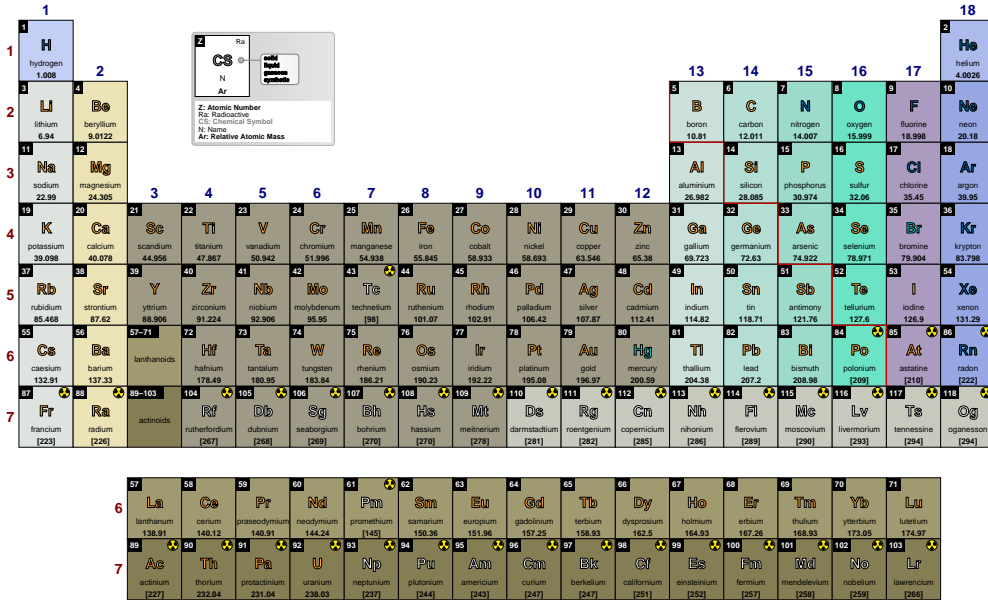 1 18
1 H hydrogen 1.008
Z Ra
CS
solid
liquid
gaseous
synthetic
N
Ar
Z: Atomic Number
Ra: Radioactive
CS: Chemical Symbol
N: Name
Ar: Relative Atomic Mass
2 He helium 4.0026
1
2 13 14 15 16 17
3 Li lithium 6.94
4 Be beryllium 9.0122
5 B boron 10.81
6 C carbon 12.011
7 N nitrogen 14.007
8 O oxygen 15.999
9 F fluorine 18.998
10 Ne neon 20.18
2
11 Na sodium 22.99
12 Mg magnesium 24.305
13 Al aluminium 26.982
14 Si silicon 28.085
15 P phosphorus 30.974
16 S sulfur 32.06
17 Cl chlorine 35.45
18 Ar argon 39.95
3
3 4 5 6 7 8 9 10 11 12
19 K potassium 39.098
20 Ca calcium 40.078
21 Sc scandium 44.956
22 Ti titanium 47.867
23 V vanadium 50.942
24 Cr chromium 51.996
25 Mn manganese 54.938
26 Fe iron 55.845
27 Co cobalt 58.933
28 Ni nickel 58.693
29 Cu copper 63.546
30 Zn zinc 65.38
31 Ga gallium 69.723
32 Ge germanium 72.63
33 As arsenic 74.922
34 Se selenium 78.971
35 Br bromine 79.904
36 Kr krypton 83.798
4
37 Rb rubidium 85.468
38 Sr strontium 87.62
39 Y yttrium 88.906
40 Zr zirconium 91.224
41 Nb niobium 92.906
42 Mo molybdenum 95.95
43 Tc technetium [98]
44 Ru ruthenium 101.07
45 Rh rhodium 102.91
46 Pd palladium 106.42
47 Ag silver 107.87
48 Cd cadmium 112.41
49 In indium 114.82
50 Sn tin 118.71
51 Sb antimony 121.76
52 Te tellurium 127.6
53 I iodine 126.9
54 Xe xenon 131.29
5
55 Cs caesium 132.91
56 Ba barium 137.33
57–71 lanthanoids
72 Hf hafnium 178.49
73 Ta tantalum 180.95
74 W tungsten 183.84
75 Re rhenium 186.21
76 Os osmium 190.23
77 Ir iridium 192.22
78 Pt platinum 195.08
79 Au gold 196.97
80 Hg mercury 200.59
81 Tl thallium 204.38
82 Pb lead 207.2
83 Bi bismuth 208.98
84 Po polonium [209]
85 At astatine [210]
86 Rn radon [222]
6
87 Fr francium [223]
88 Ra radium [226]
89–103 actinoids
104 Rf rutherfordium [267]
105 Db dubnium [268]
106 Sg seaborgium [269]
107 Bh bohrium [270]
108 Hs hassium [270]
109 Mt meitnerium [278]
110 Ds darmstadtium [281]
111 Rg roentgenium [282]
112 Cn copernicium [285]
113 Nh nihonium [286]
114 Fl flerovium [289]
115 Mc moscovium [290]
116 Lv livermorium [293]
117 Ts tennessine [294]
118 Og oganesson [294]
7
57 La lanthanum 138.91
58 Ce cerium 140.12
59 Pr praseodymium 140.91
60 Nd neodymium 144.24
61 Pm promethium [145]
62 Sm samarium 150.36
63 Eu europium 151.96
64 Gd gadolinium 157.25
65 Tb terbium 158.93
66 Dy dysprosium 162.5
67 Ho holmium 164.93
68 Er erbium 167.26
69 Tm thulium 168.93
70 Yb ytterbium 173.05
71 Lu lutetium 174.97
6
89 Ac actinium [227]
90 Th thorium 232.04
91 Pa protactinium 231.04
92 U uranium 238.03
93 Np neptunium [237]
94 Pu plutonium [244]
95 Am americium [243]
96 Cm curium [247]
97 Bk berkelium [247]
98 Cf californium [251]
99 Es einsteinium [252]
100 Fm fermium [257]
101 Md mendelevium [258]
102 No nobelium [259]
103 Lr lawrencium [266]
7